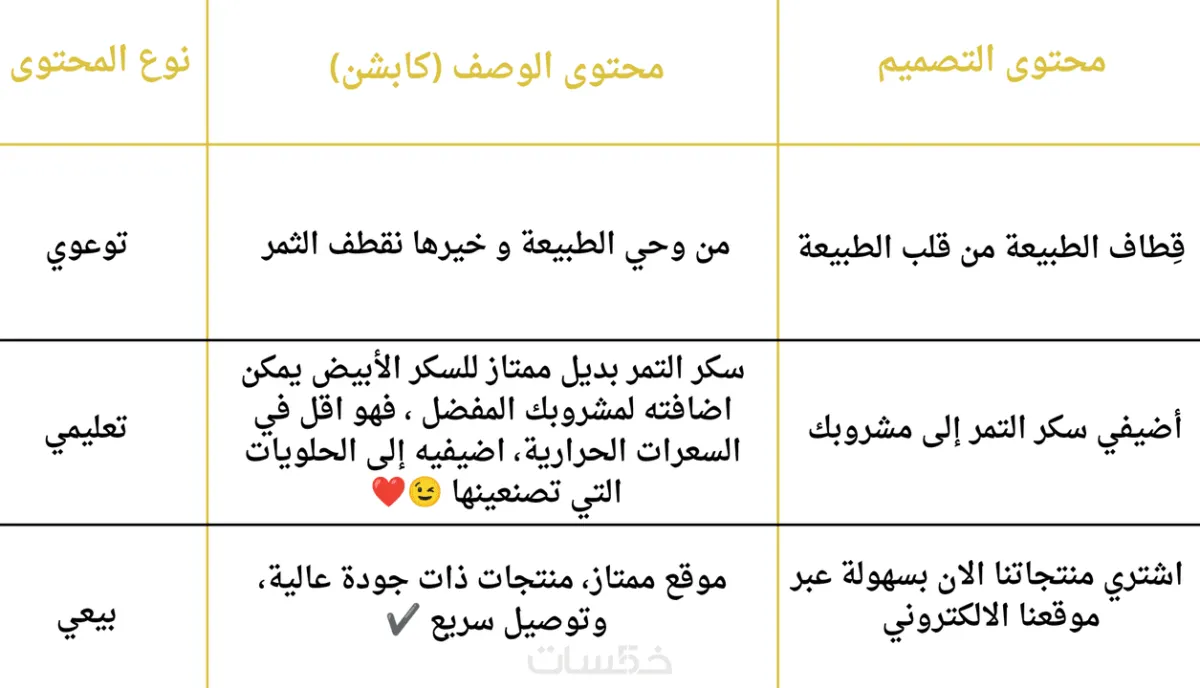 محتوى التصميم
محتوى الوصف (كابشن)
نوع المحتوى
قِطاف الطبيعة من قلب الطبيعة
من وحي الطبيعة و خيرها نقطف الثمر
توعوي
أضيفي سكر التمر إلى مشروبك
سكر التمر بديل ممتاز للسكر الأبيض يمكن
اضافته لمشروبك المفضل ، فهو اقل في
السعرات الحرارية، اضيفيه إلى الحلويات
التي تصنعينها 😉❤️
تعليمي
اشتري منتجاتنا الان بسهولة عبر
موقعنا الالكتروني
موقع ممتاز، منتجات ذات جودة عالية،
وتوصيل سريع ✔️
بيعي
خمسات